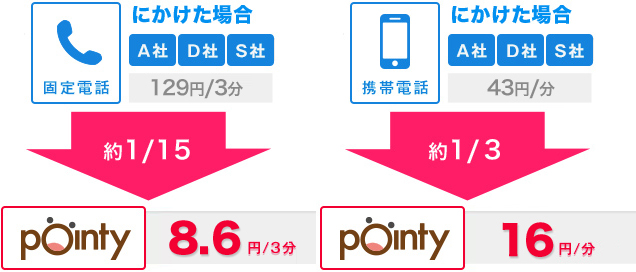 にかけた場合
A社 D社 S社
固定電話
129円/3分
約1/15
pointy
8.6円/3分
にかけた場合
A社 D社 S社
携帯電話
43円/分
約1/3
pointy
16円/分